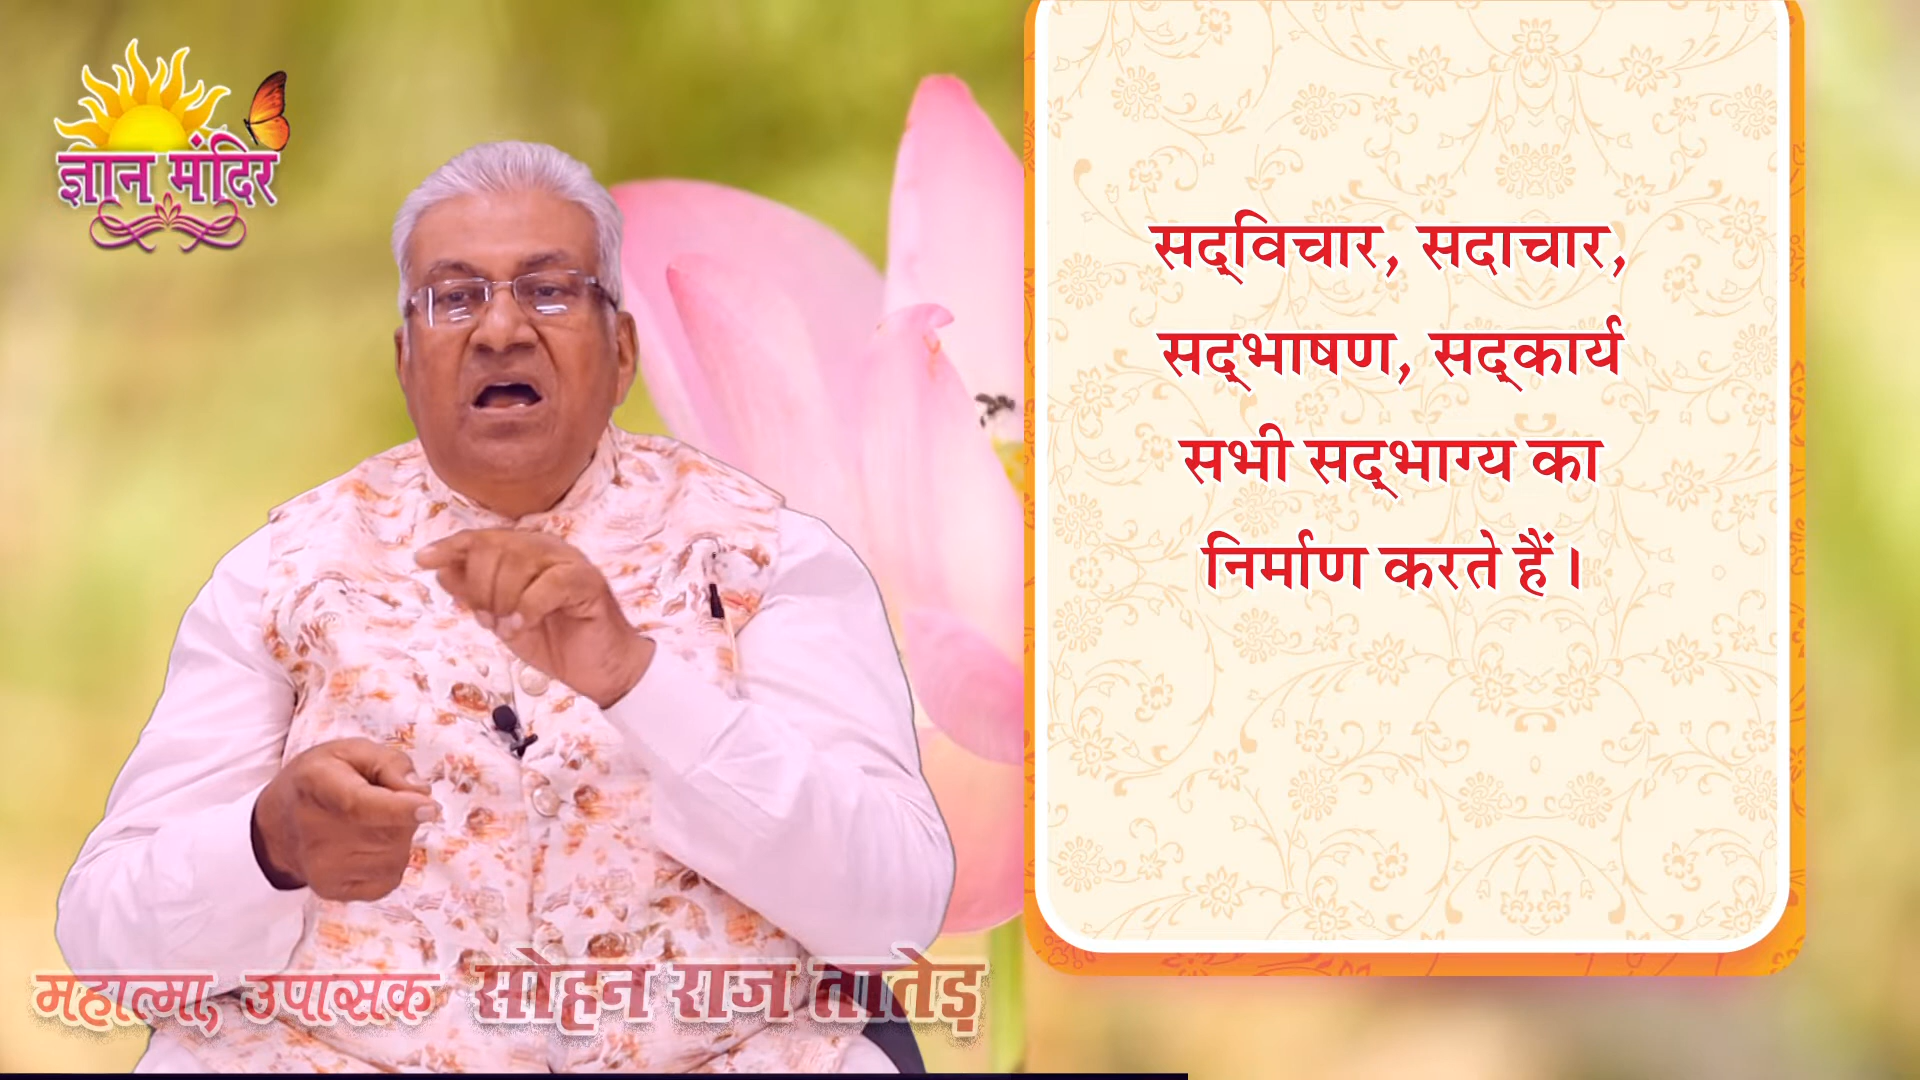 ज्ञान मंदिर
सद्‌विचार, सदाचार,
सद्‌भाषण, सद्‌कार्य
सभी सद्‌भाग्य का
निर्माण करते हैं।
महात्मा, उपासक सोहन राज तातेड़